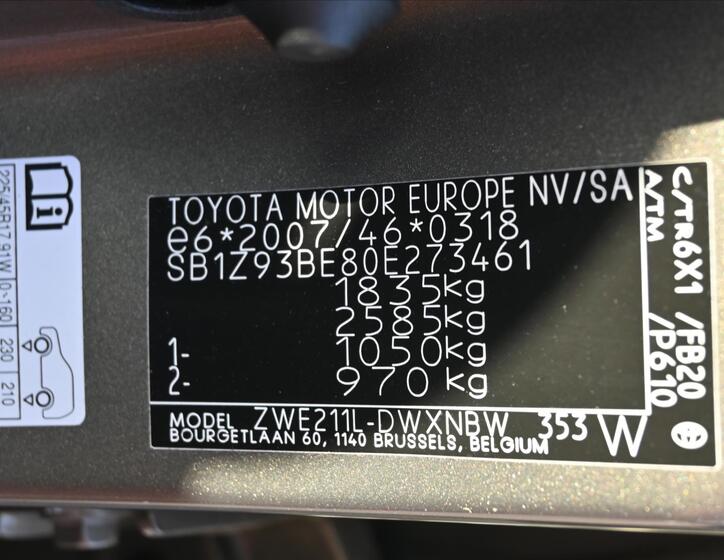 TOYOTA MOTOR EUROPE NV/SA
e6*2007/46*0318
SB1Z93BE80E273461
1835kg
2585kg
1- 1050kg
2- 970 kg
MODEL ZWE211L-DWXNBW 353 W
BOURGETLAAN 60, 1140 BRUSSELS, BELGIUM
C/TR6X1 /FB20
A/TM /P610
225/45R17 91W 0~160 230 210